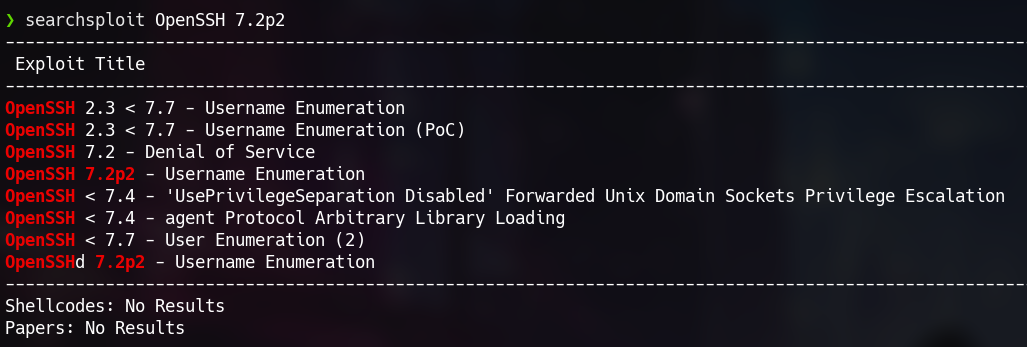 ❯ searchsploit OpenSSH 7.2p2
------------------------------------------------------------------------------------------------------
Exploit Title
------------------------------------------------------------------------------------------------------
OpenSSH 2.3 < 7.7 - Username Enumeration
OpenSSH 2.3 < 7.7 - Username Enumeration (PoC)
OpenSSH 7.2 - Denial of Service
OpenSSH 7.2p2 - Username Enumeration
OpenSSH < 7.4 - 'UsePrivilegeSeparation Disabled' Forwarded Unix Domain Sockets Privilege Escalation
OpenSSH < 7.4 - agent Protocol Arbitrary Library Loading
OpenSSH < 7.7 - User Enumeration (2)
OpenSSHd 7.2p2 - Username Enumeration
------------------------------------------------------------------------------------------------------
Shellcodes: No Results
Papers: No Results